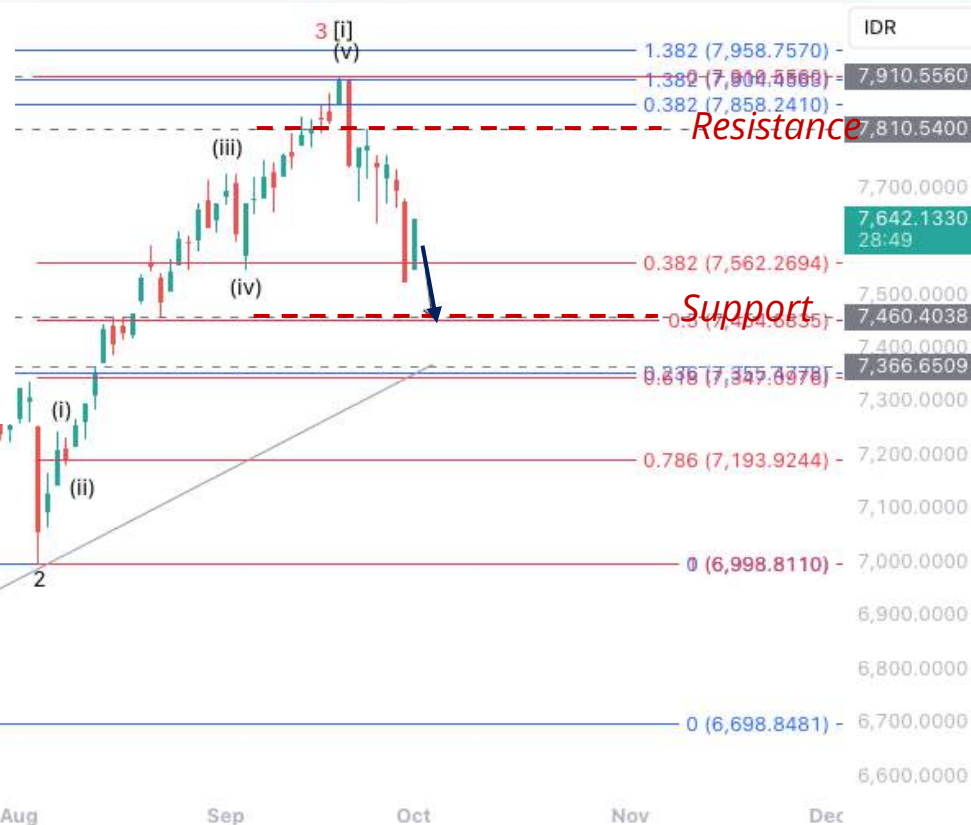 3 [i]
(v)
IDR
1.382 (7,958.7570)
7,910.5560
0.382 (7,858.2410)
Resistance
7,810.5400
(iii)
7,700.0000
7,642.1330
28:49
0.382 (7,562.2694)
(iv)
7,500.0000
Support
7,460.4038
7,400.0000
7,366.6509
7,300.0000
(i)
0.786 (7,193.9244)
7,200.0000
(ii)
7,100.0000
(6,998.8110)
7,000.0000
2
6,900.0000
6,800.0000
0 (6,698.8481)
6,700.0000
6,600.0000
Aug Sep Oct Nov Dec